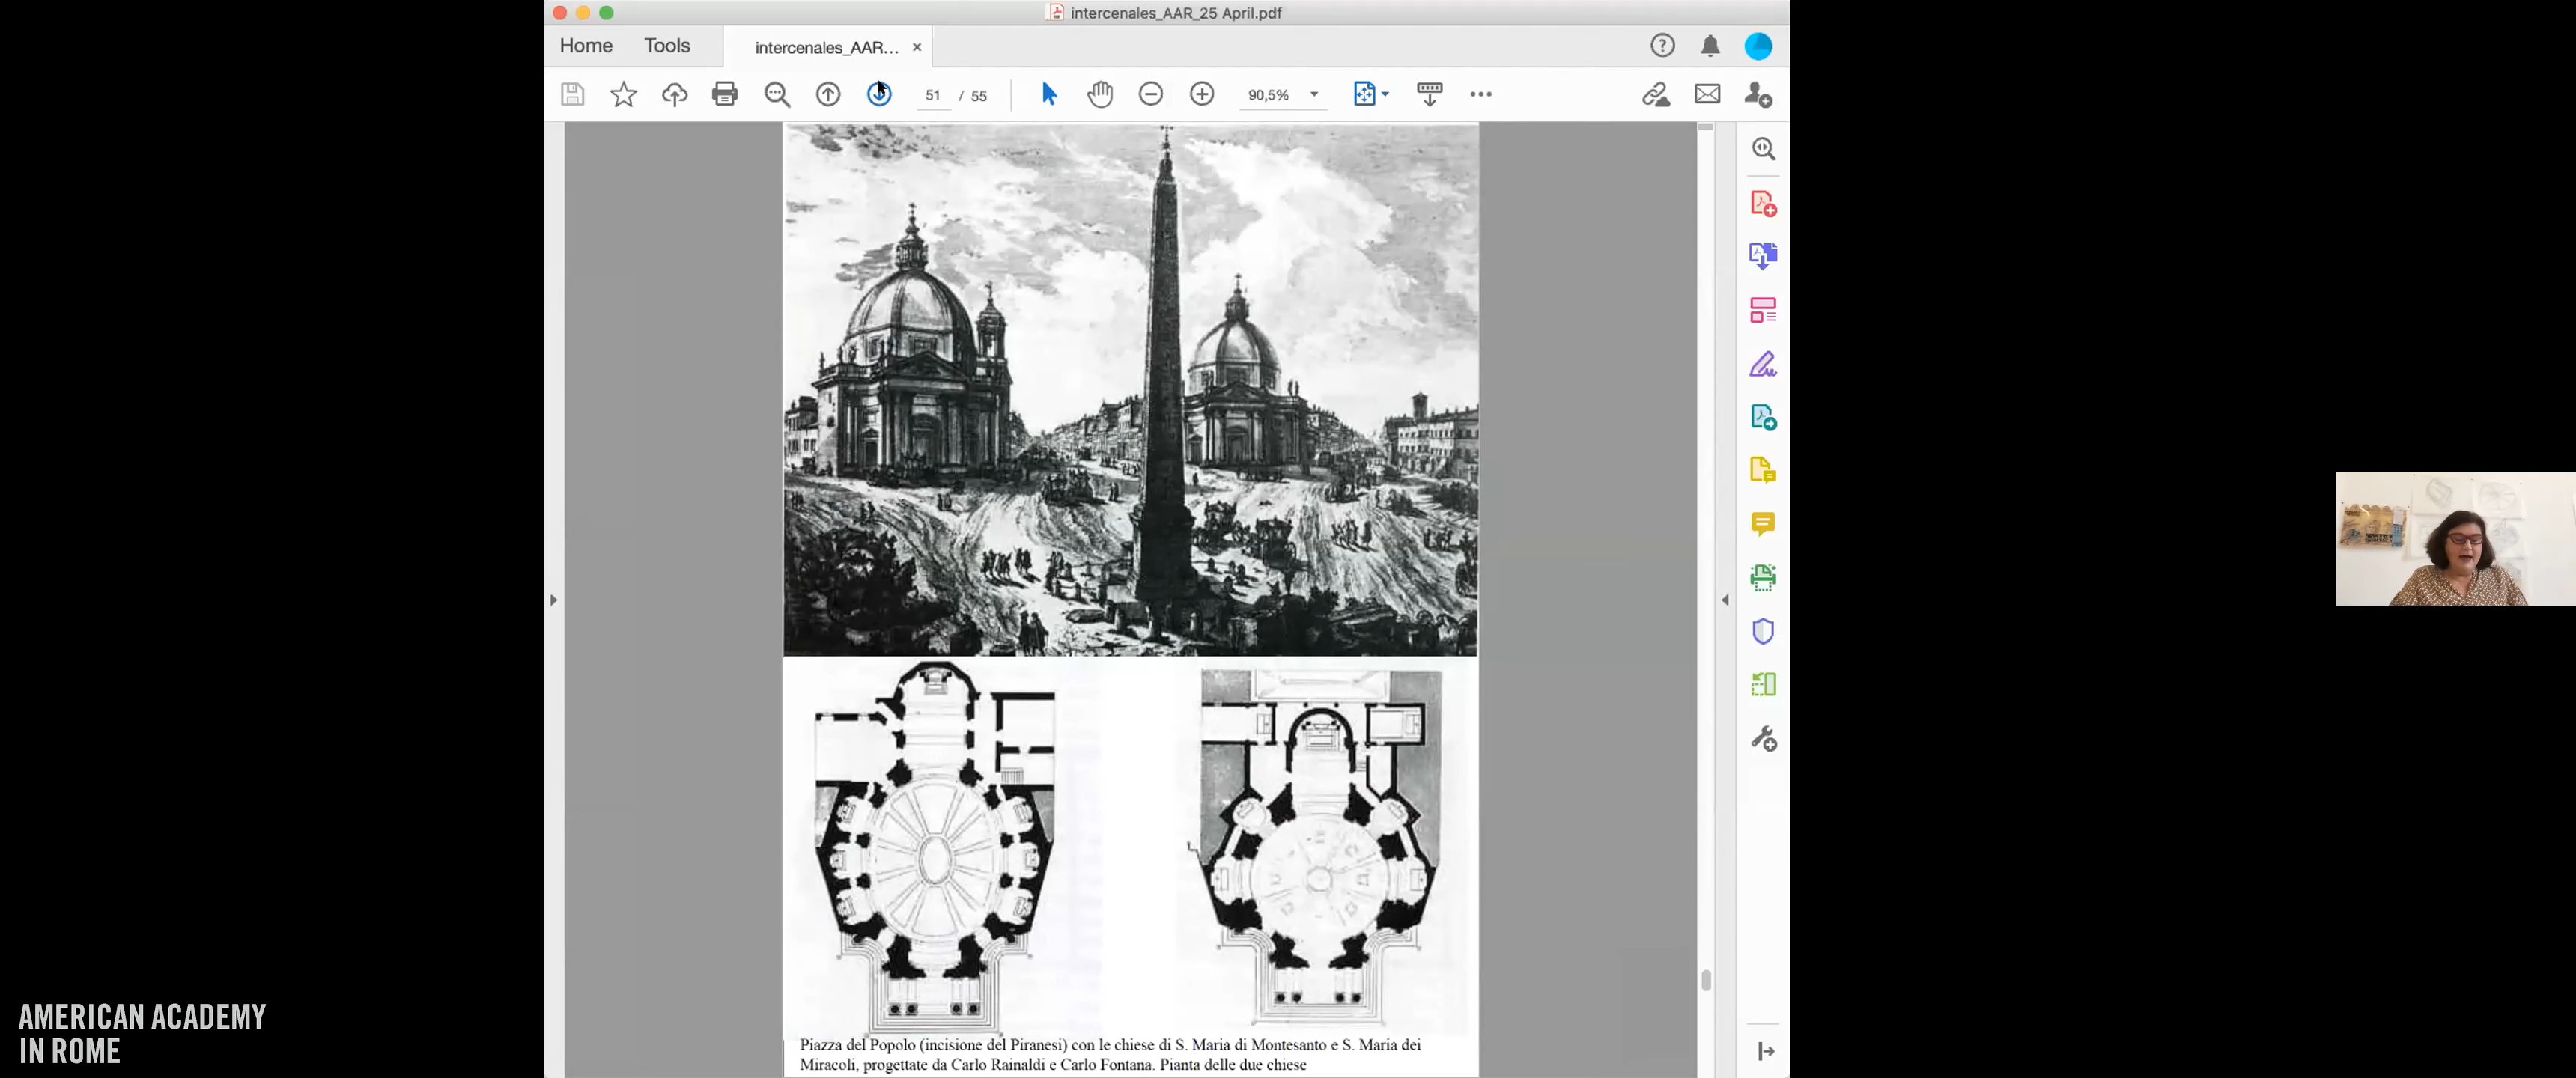 intercenales_AAR_25 April.pdf
Home
Tools
intercenales_AAR...
51 / 55
90,5%
Piazza del Popolo (incisione del Piranesi) con le chiese di S. Maria di Montesanto e S. Maria dei
Miracoli, progettate da Carlo Rainaldi e Carlo Fontana. Pianta delle due chiese
AMERICAN ACADEMY
IN ROME